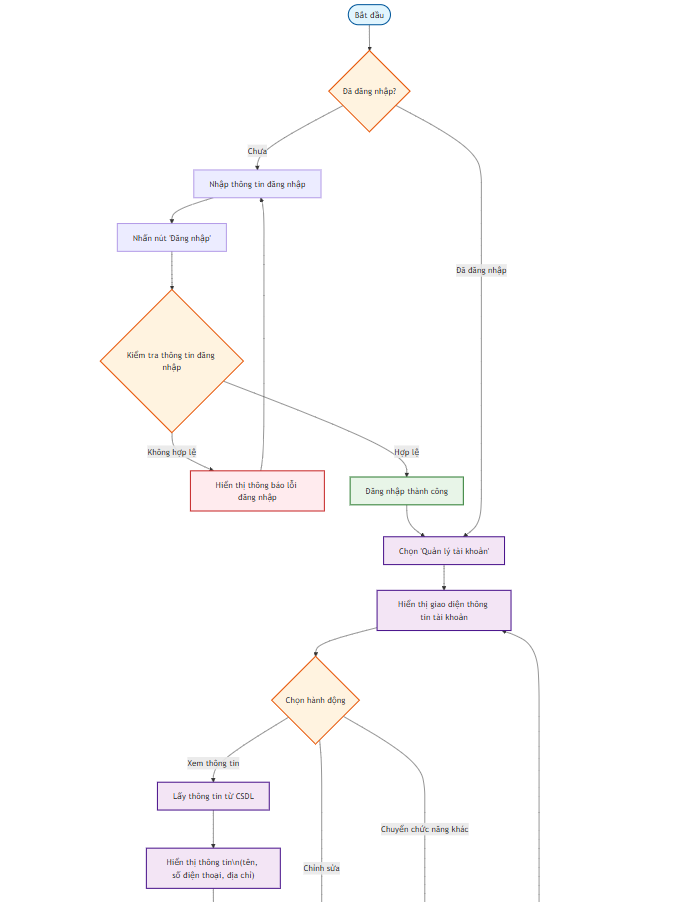 Bắt đầu
Đã đăng nhập?
Chưa
Nhập thông tin đăng nhập
Nhấn nút 'Đăng nhập'
Đã đăng nhập
Kiểm tra thông tin đăng
nhập
Không hợp lệ
Hợp lệ
Hiển thị thông báo lỗi
đăng nhập
Đăng nhập thành công
Chọn 'Quản lý tài khoản'
Hiển thị giao diện thông
tin tài khoản
Chọn hành động
Xem thông tin
Lấy thông tin từ CSDL
Chuyển chức năng khác
Hiển thị thông tin\n(tên,
số điện thoại, địa chỉ)
Chỉnh sửa